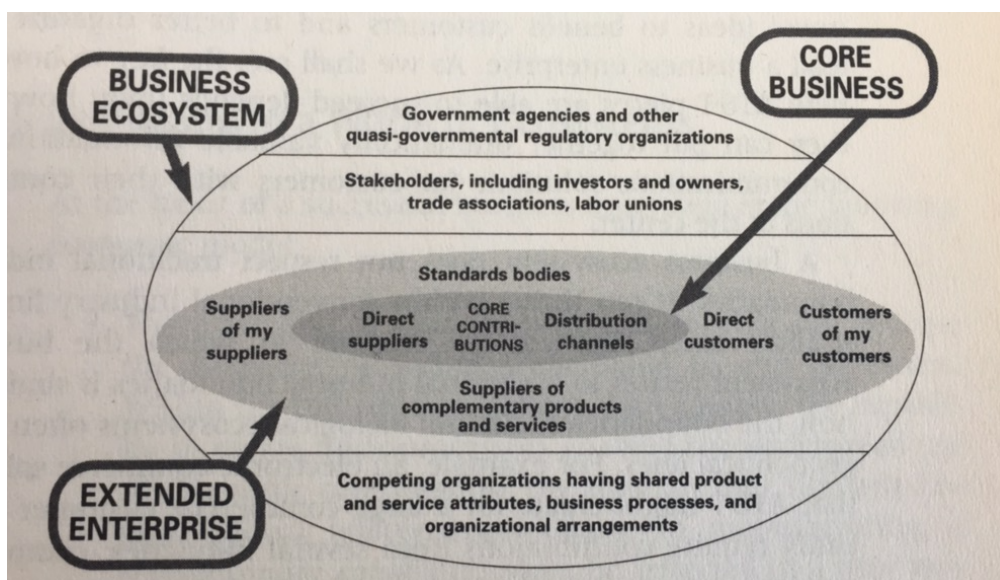 BUSINESS
ECOSYSTEM
CORE
BUSINESS
Government agencies and other
quasi-governmental regulatory organizations
Stakeholders, including investors and owners,
trade associations, labor unions
Standards bodies
Suppliers
of my
suppliers
Direct
suppliers
CORE
CONTRI-
BUTIONS
Distribution
channels
Direct
customers
Customers
of my
customers
Suppliers of
complementary products
and services
EXTENDED
ENTERPRISE
Competing organizations having shared product
and service attributes, business processes, and
organizational arrangements